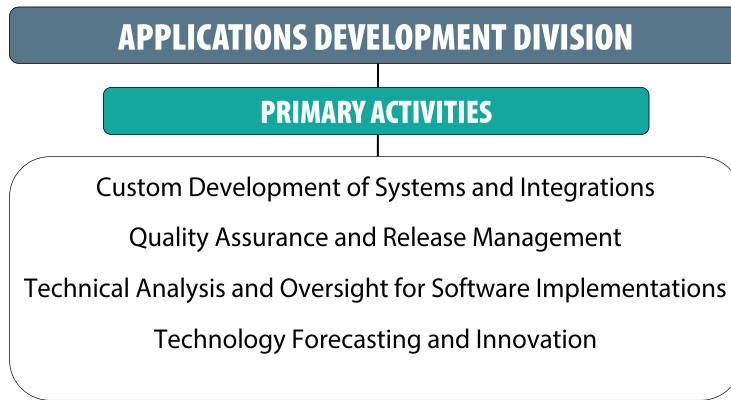 APPLICATIONS DEVELOPMENT DIVISION
PRIMARY ACTIVITIES
Custom Development of Systems and Integrations
Quality Assurance and Release Management
Technical Analysis and Oversight for Software Implementations
Technology Forecasting and Innovation